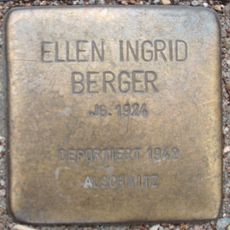 ELLEN INGRID
BERGER
JG. 1924
DEPORTIERT 1942
AUSCHWITZ